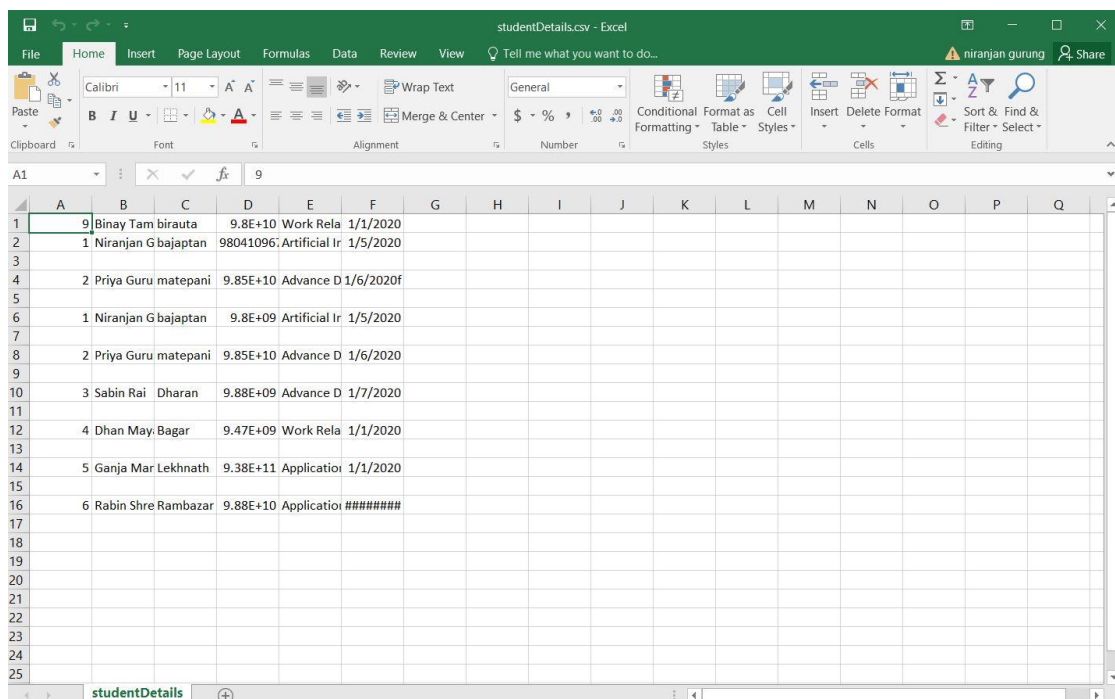 studentDetails.csv - Excel
File Home Insert Page Layout Formulas Data Review View Tell me what you want to do... niranjan gurung Share
Paste Calibri 11 A A Wrap Text General Conditional Formatting Format as Table Cell Styles Insert Delete Format Sort & Filter Find & Select
B I U A Merge & Center $ % , .0 .00 .00 .0
Clipboard Font Alignment Number Styles Cells Editing
A1 fx 9
A B C D E F G H I J K L M N O P Q
1 9 Binay Tam birauta 9.8E+10 Work Rela 1/1/2020
2 1 Niranjan G bajaptan 980410967 Artificial Ir 1/5/2020
3
4 2 Priya Guru matepani 9.85E+10 Advance D 1/6/2020f
5
6 1 Niranjan G bajaptan 9.8E+09 Artificial Ir 1/5/2020
7
8 2 Priya Guru matepani 9.85E+10 Advance D 1/6/2020
9
10 3 Sabin Rai Dharan 9.88E+09 Advance D 1/7/2020
11
12 4 Dhan May Bagar 9.47E+09 Work Rela 1/1/2020
13
14 5 Ganja Mar Lekhnath 9.38E+11 Application 1/1/2020
15
16 6 Rabin Shre Rambazar 9.88E+10 Application ########
17
18
19
20
21
22
23
24
25
studentDetails